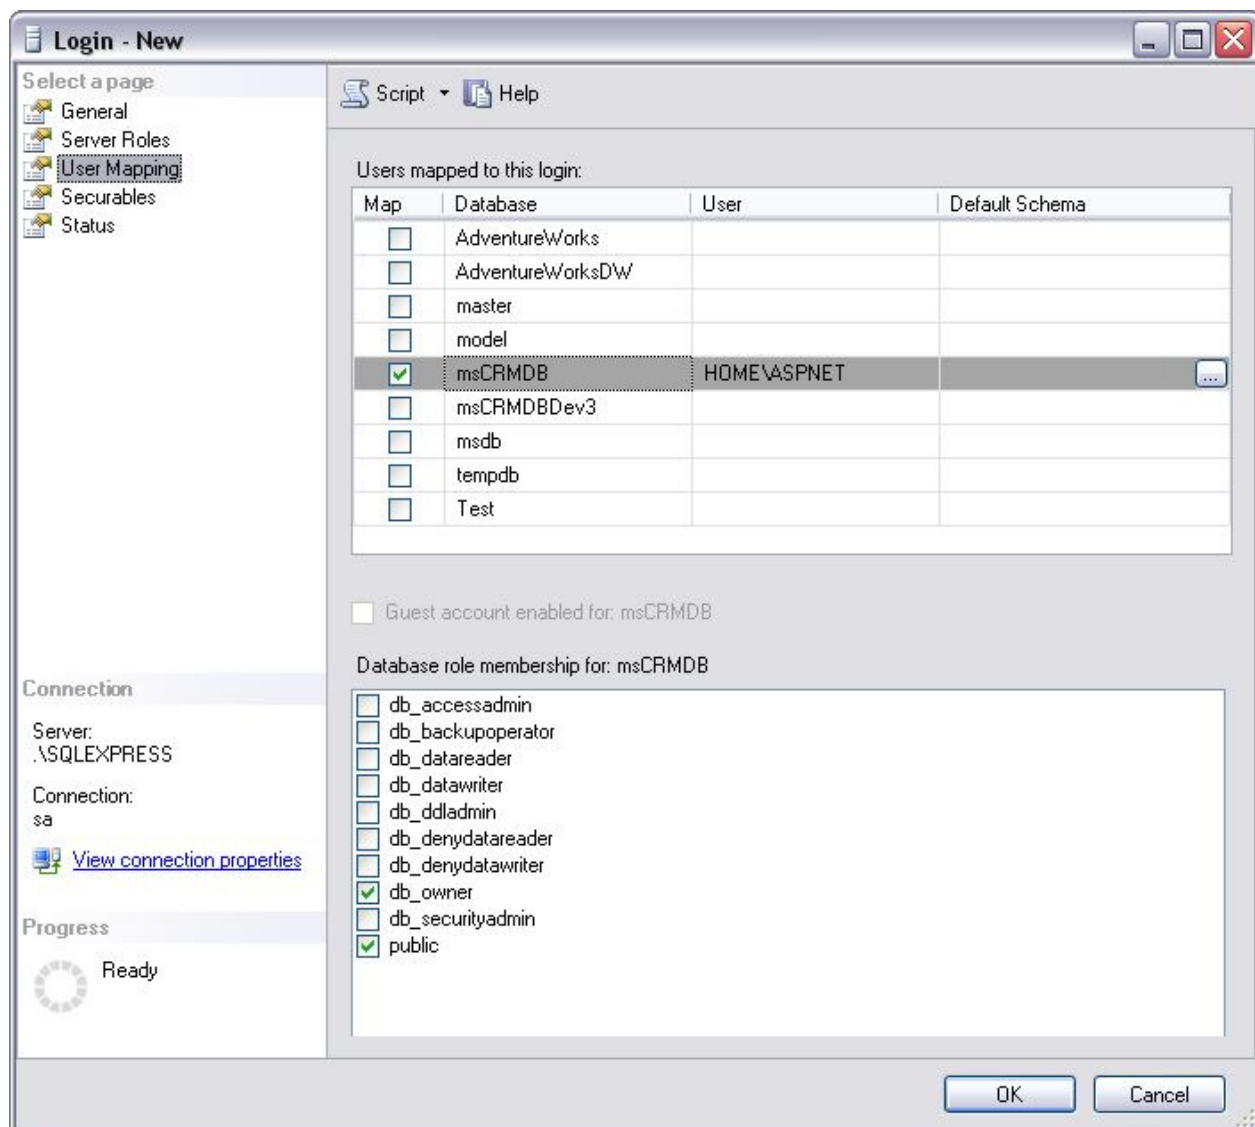 Login - New
Select a page
General
Server Roles
User Mapping
Securables
Status
Script Help
Users mapped to this login:
Map Database User Default Schema
AdventureWorks
AdventureWorksDW
master
model
msCRMDB HOME\ASPNET ...
msCRMDBDev3
msdb
tempdb
Test
Guest account enabled for: msCRMDB
Database role membership for: msCRMDB
db_accessadmin
db_backupoperator
db_datareader
db_datawriter
db_ddladmin
db_denydatareader
db_denydatawriter
db_owner
db_securityadmin
public
Connection
Server:
.\SQLEXPRESS
Connection:
sa
View connection properties
Progress
Ready
OK Cancel